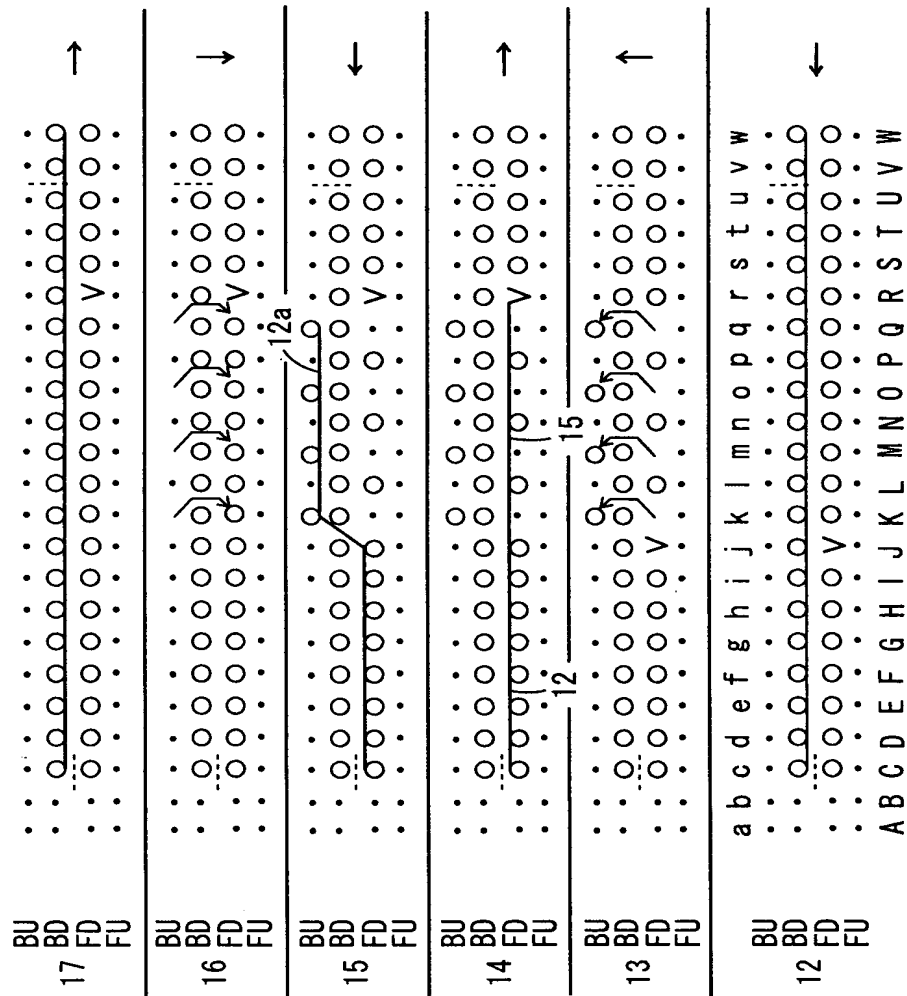 17 BU
BD
FD V
FU
16 BU
BD
FD V
FU
12a
15 BU
BD
FD V
FU
14 BU
BD
FD V
FU
12 15
13 BU
BD
FD V
FU
a b c d e f g h i j k l m n o p q r s t u v w
12 BU
BD
FD V
FU
A B C D E F G H I J K L M N O P Q R S T U V W